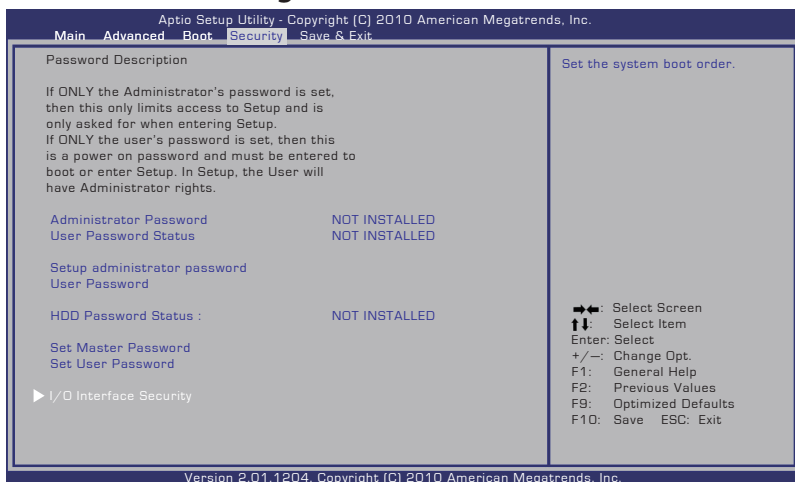 Aptio Setup Utility - Copyright (C) 2010 American Megatrends, Inc.
Main Advanced Boot Security Save & Exit
Password Description
If ONLY the Administrator's password is set,
then this only limits access to Setup and is
only asked for when entering Setup.
If ONLY the user's password is set, then this
is a power on password and must be entered to
boot or enter Setup. In Setup, the User will
have Administrator rights.
Administrator Password NOT INSTALLED
User Password Status NOT INSTALLED
Setup administrator password
User Password
HDD Password Status : NOT INSTALLED
Set Master Password
Set User Password
▶ I/O Interface Security
Set the system boot order.
➡⬅: Select Screen
⬆⬇: Select Item
Enter: Select
+/—: Change Opt.
F1: General Help
F2: Previous Values
F9: Optimized Defaults
F10: Save ESC: Exit
Version 2.01.1204. Copyright (C) 2010 American Megatrends, Inc.